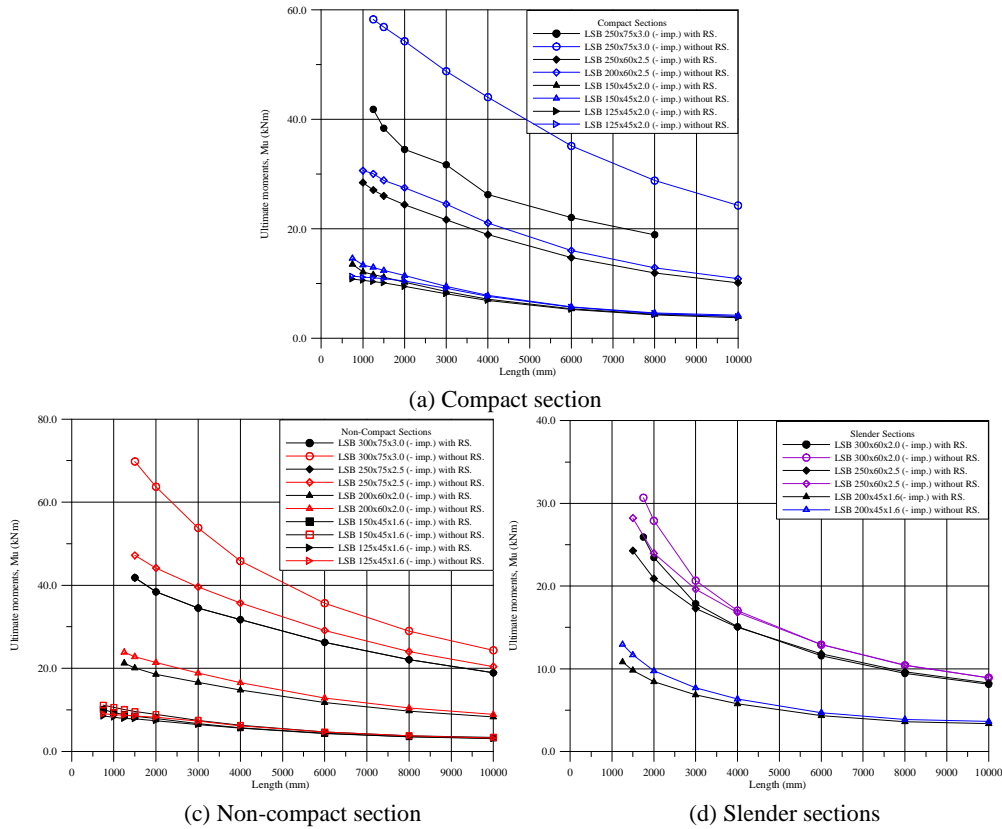 60.0
40.0
20.0
0.0
Ultimate moments, Mu (kNm)
Compact Sections
LSB 250x75x3.0 (- imp.) with RS.
LSB 250x75x3.0 (- imp.) without RS.
LSB 250x60x2.5 (- imp.) with RS.
LSB 200x60x2.5 (- imp.) without RS.
LSB 150x45x2.0 (- imp.) with RS.
LSB 150x45x2.0 (- imp.) without RS.
LSB 125x45x2.0 (- imp.) with RS.
LSB 125x45x2.0 (- imp.) without RS.
0 1000 2000 3000 4000 5000 6000 7000 8000 9000 10000
Length (mm)
(a) Compact section
80.0
60.0
40.0
20.0
0.0
Ultimate moments, Mu (kNm)
Non-Compact Sections
LSB 300x75x3.0 (- imp.) with RS.
LSB 300x75x3.0 (- imp.) without RS.
LSB 250x75x2.5 (- imp.) with RS.
LSB 250x75x2.5 (- imp.) without RS.
LSB 200x60x2.0 (- imp.) with RS.
LSB 200x60x2.0 (- imp.) without RS.
LSB 150x45x1.6 (- imp.) with RS.
LSB 150x45x1.6 (- imp.) without RS.
LSB 125x45x1.6 (- imp.) with RS.
LSB 125x45x1.6 (- imp.) without RS.
0 1000 2000 3000 4000 5000 6000 7000 8000 9000 10000
Length (mm)
(c) Non-compact section
40.0
30.0
20.0
10.0
0.0
Ultimate moments, Mu (kNm)
Slender Sections
LSB 300x60x2.0 (- imp.) with RS.
LSB 300x60x2.0 (- imp.) without RS.
LSB 250x60x2.5 (- imp.) with RS.
LSB 250x60x2.5 (- imp.) without RS.
LSB 200x45x1.6(- imp.) with RS.
LSB 200x45x1.6 (- imp.) without RS.
0 1000 2000 3000 4000 5000 6000 7000 8000 9000 10000
Length (mm)
(d) Slender sections